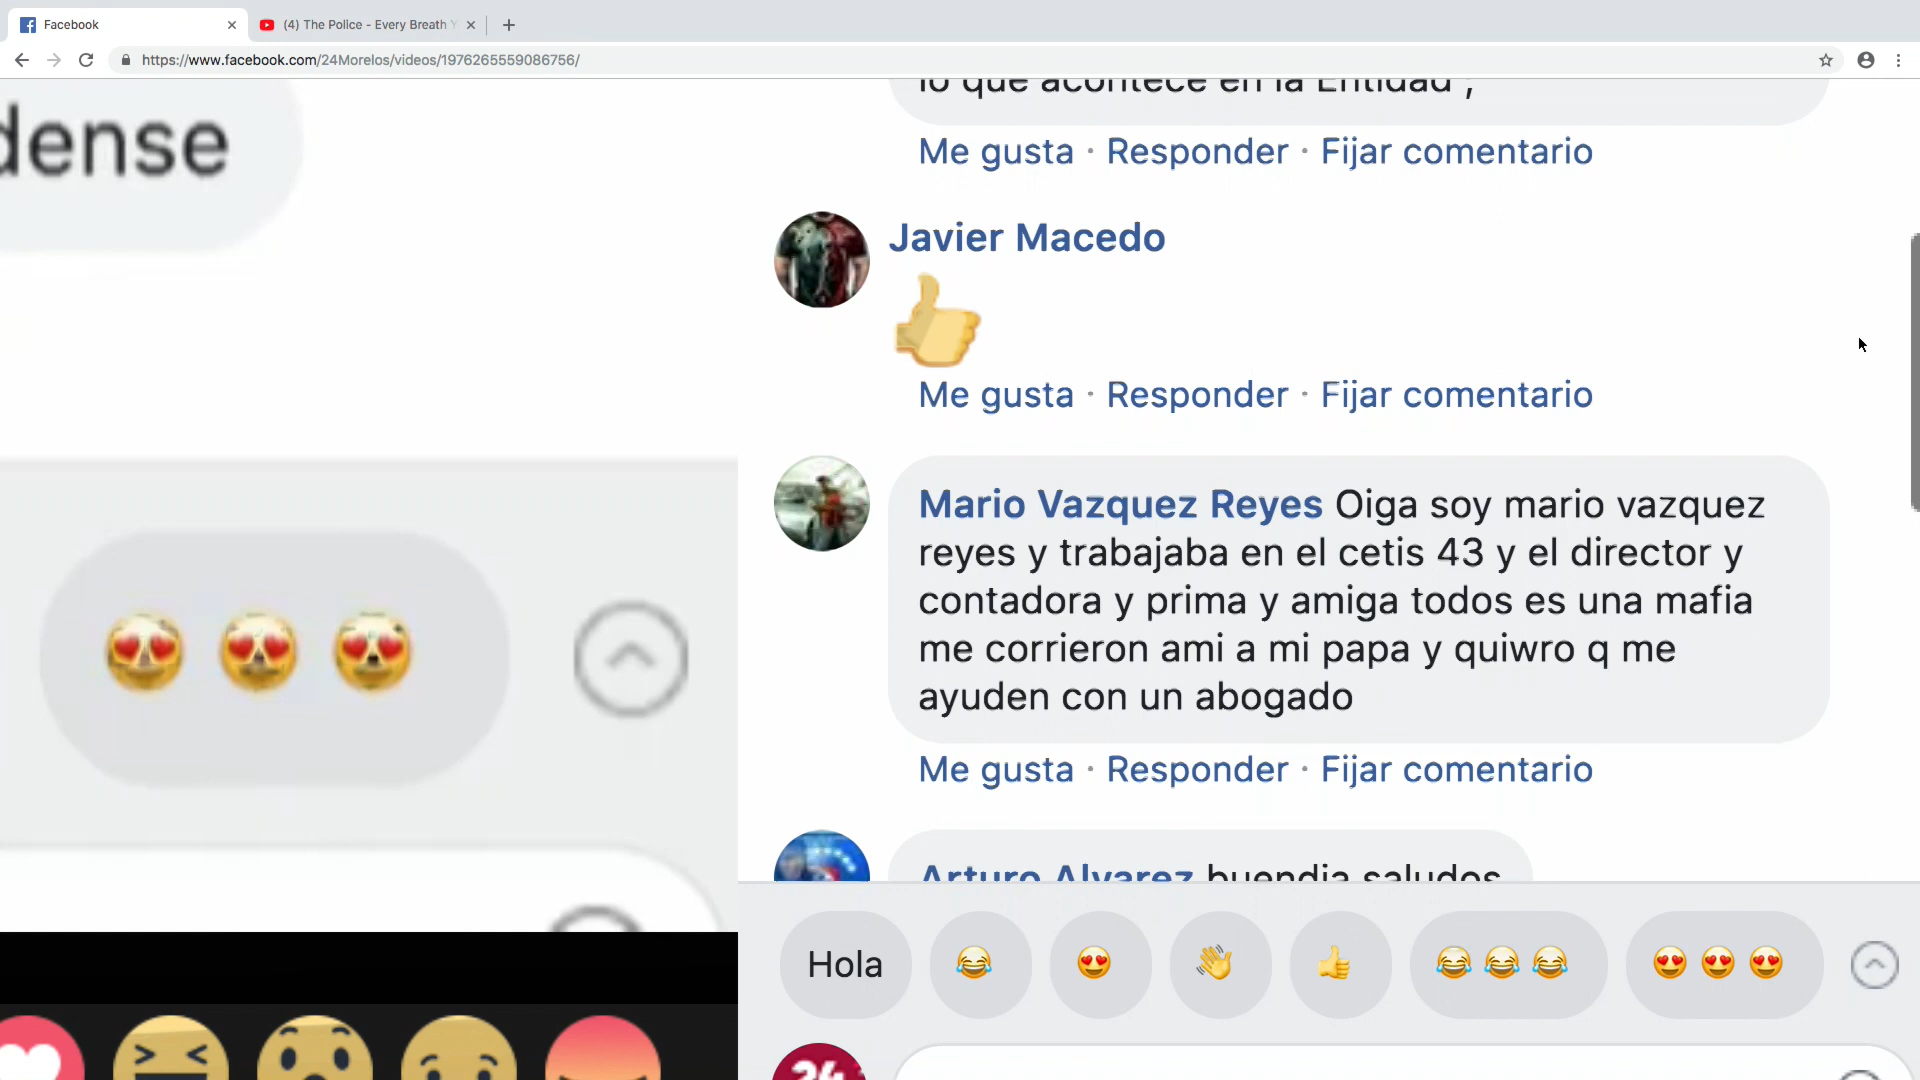 Facebook
(4) The Police - Every Breath Y
https://www.facebook.com/24Morelos/videos/1976265559086756/
dense
lo que acontece en la Entidad ;
Me gusta · Responder · Fijar comentario
Javier Macedo
Me gusta · Responder · Fijar comentario
Mario Vazquez Reyes Oiga soy mario vazquez
reyes y trabajaba en el cetis 43 y el director y
contadora y prima y amiga todos es una mafia
me corrieron ami a mi papa y quiwro q me
ayuden con un abogado
Me gusta · Responder · Fijar comentario
Arturo Alvarez buendia saludos
Hola
24